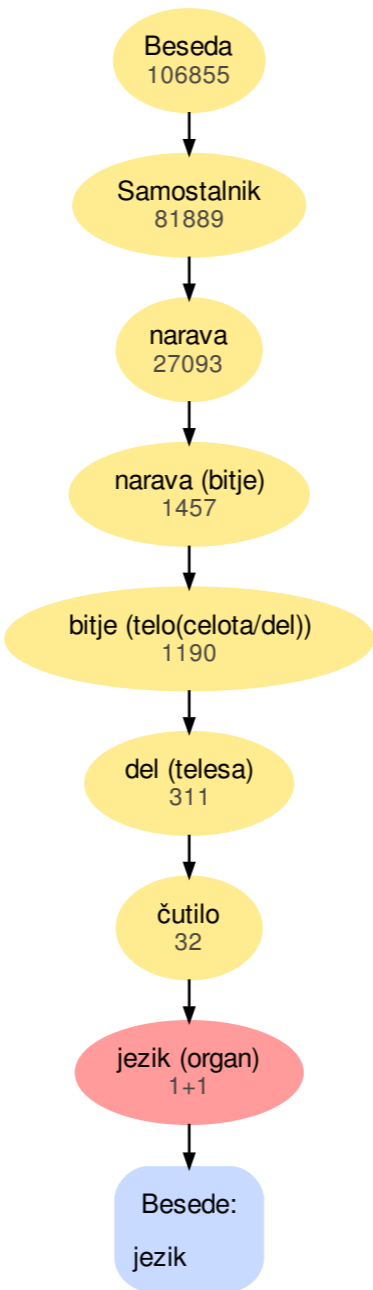 Beseda
106855
Samostalnik
81889
narava
27093
narava (bitje)
1457
bitje (telo(celota/del))
1190
del (telesa)
311
čutilo
32
jezik (organ)
1+1
Besede:
jezik